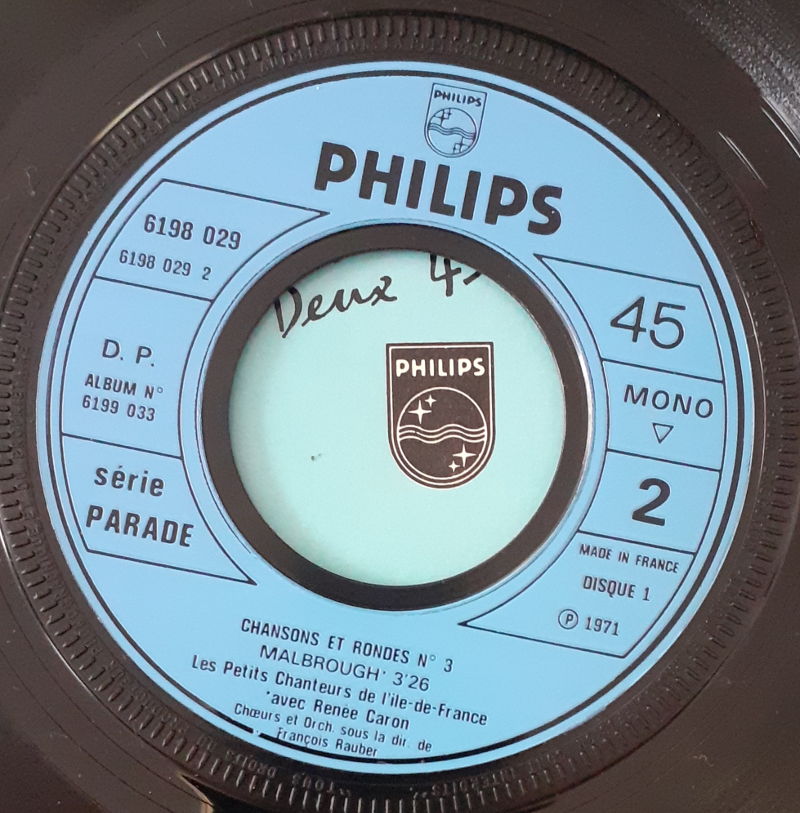 PHILIPS
PHILIPS
6198 029
6198 029 2
D. P.
ALBUM N°
6199 033
série
PARADE
45
MONO
2
MADE IN FRANCE
DISQUE 1
Ⓟ 1971
Deux 45
PHILIPS
CHANSONS ET RONDES N° 3
MALBROUGH 3'26
Les Petits Chanteurs de l'ile-de-France
avec Renée Caron
Chœurs et Orch. sous la dir. de
François Rauber